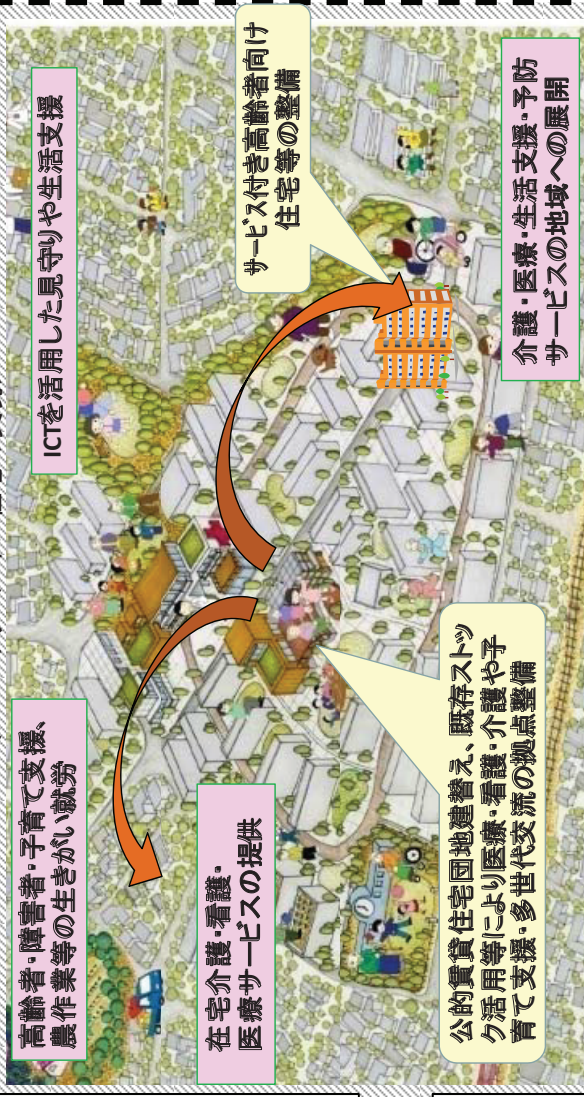 高齢者・障害者・子育て支援、
農作業等の生きがい就労
ICTを活用した見守りや生活支援
在宅介護・看護・
医療サービスの提供
サービス付き高齢者向け
住宅等の整備
公的賃貸住宅団地建替え、既存ストッ
ク活用等により医療・看護・介護や子
育て支援・多世代交流の拠点整備
介護・医療・生活支援・予防
サービスの地域への展開